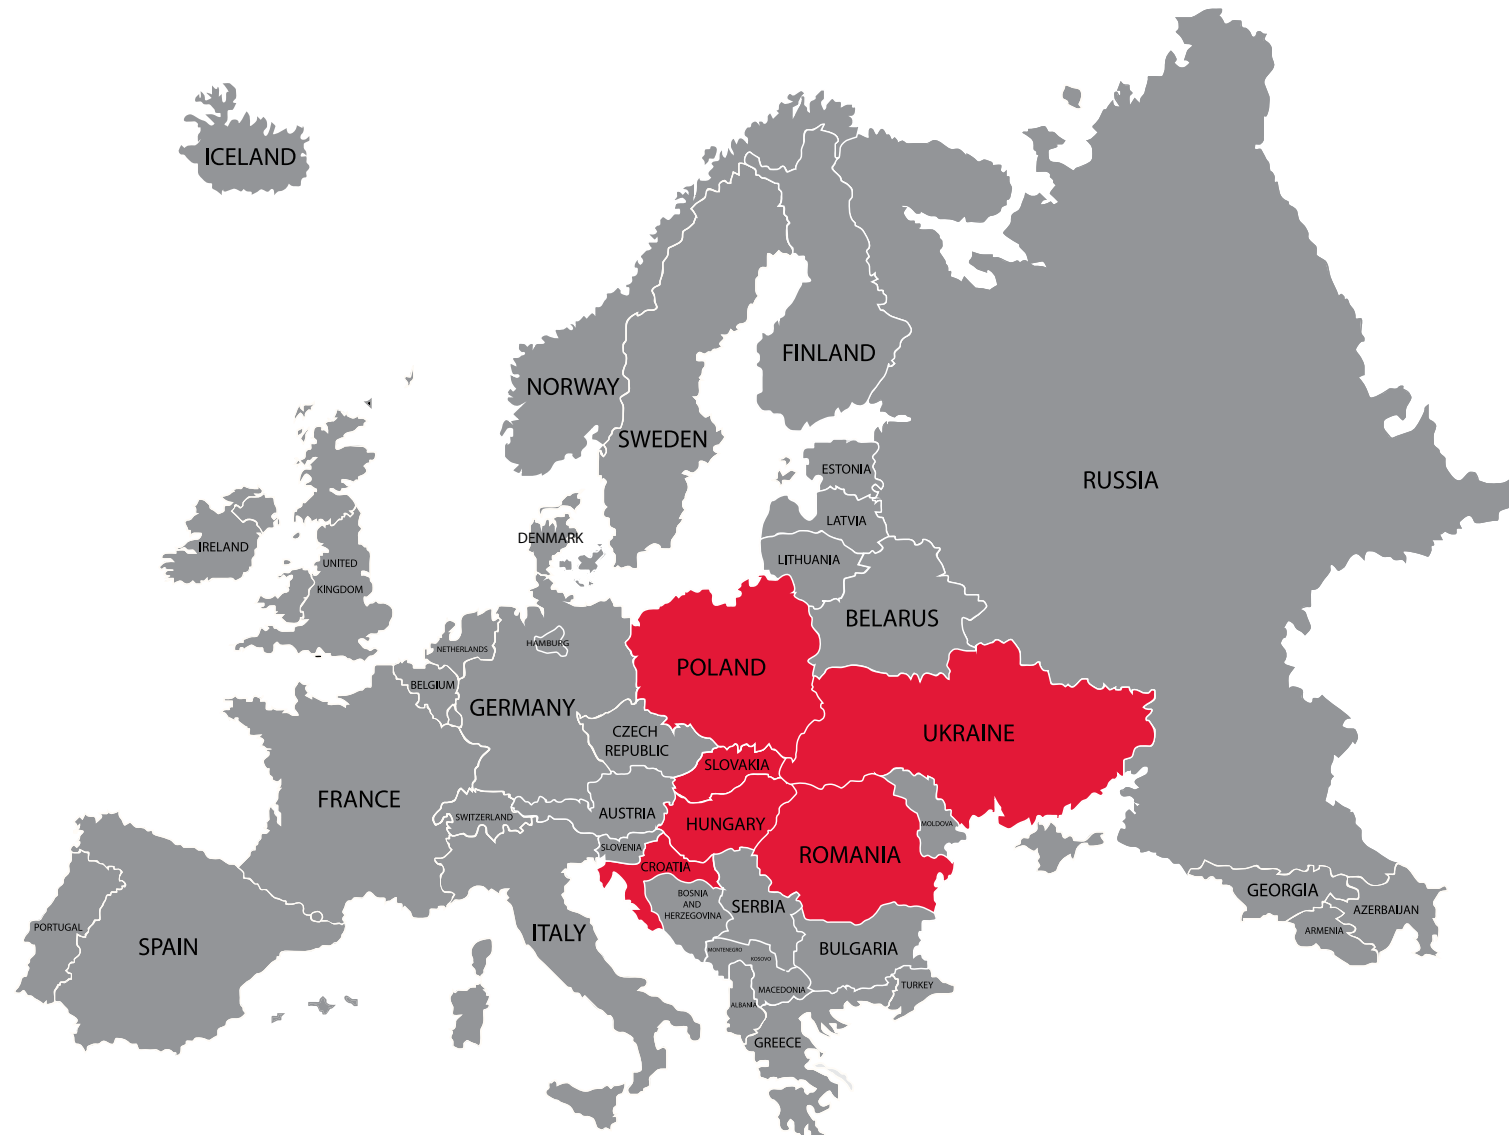 ICELAND
FINLAND
NORWAY
SWEDEN
ESTONIA
RUSSIA
LATVIA
DENMARK
IRELAND
UNITED
KINGDOM
LITHUANIA
BELARUS
HAMBURG
NETHERLANDS
POLAND
BELGIUM
GERMANY
UKRAINE
CZECH
REPUBLIC
SLOVAKIA
FRANCE
AUSTRIA
SWITZERLAND
HUNGARY
MOLDOVA
SLOVENIA
ROMANIA
CROATIA
GEORGIA
BOSNIA
AND
HERZEGOVINA
SERBIA
AZERBAIJAN
PORTUGAL
ARMENIA
ITALY
SPAIN
BULGARIA
MONTENEGRO
KOSOVO
TURKEY
MACEDONIA
ALBANIA
GREECE